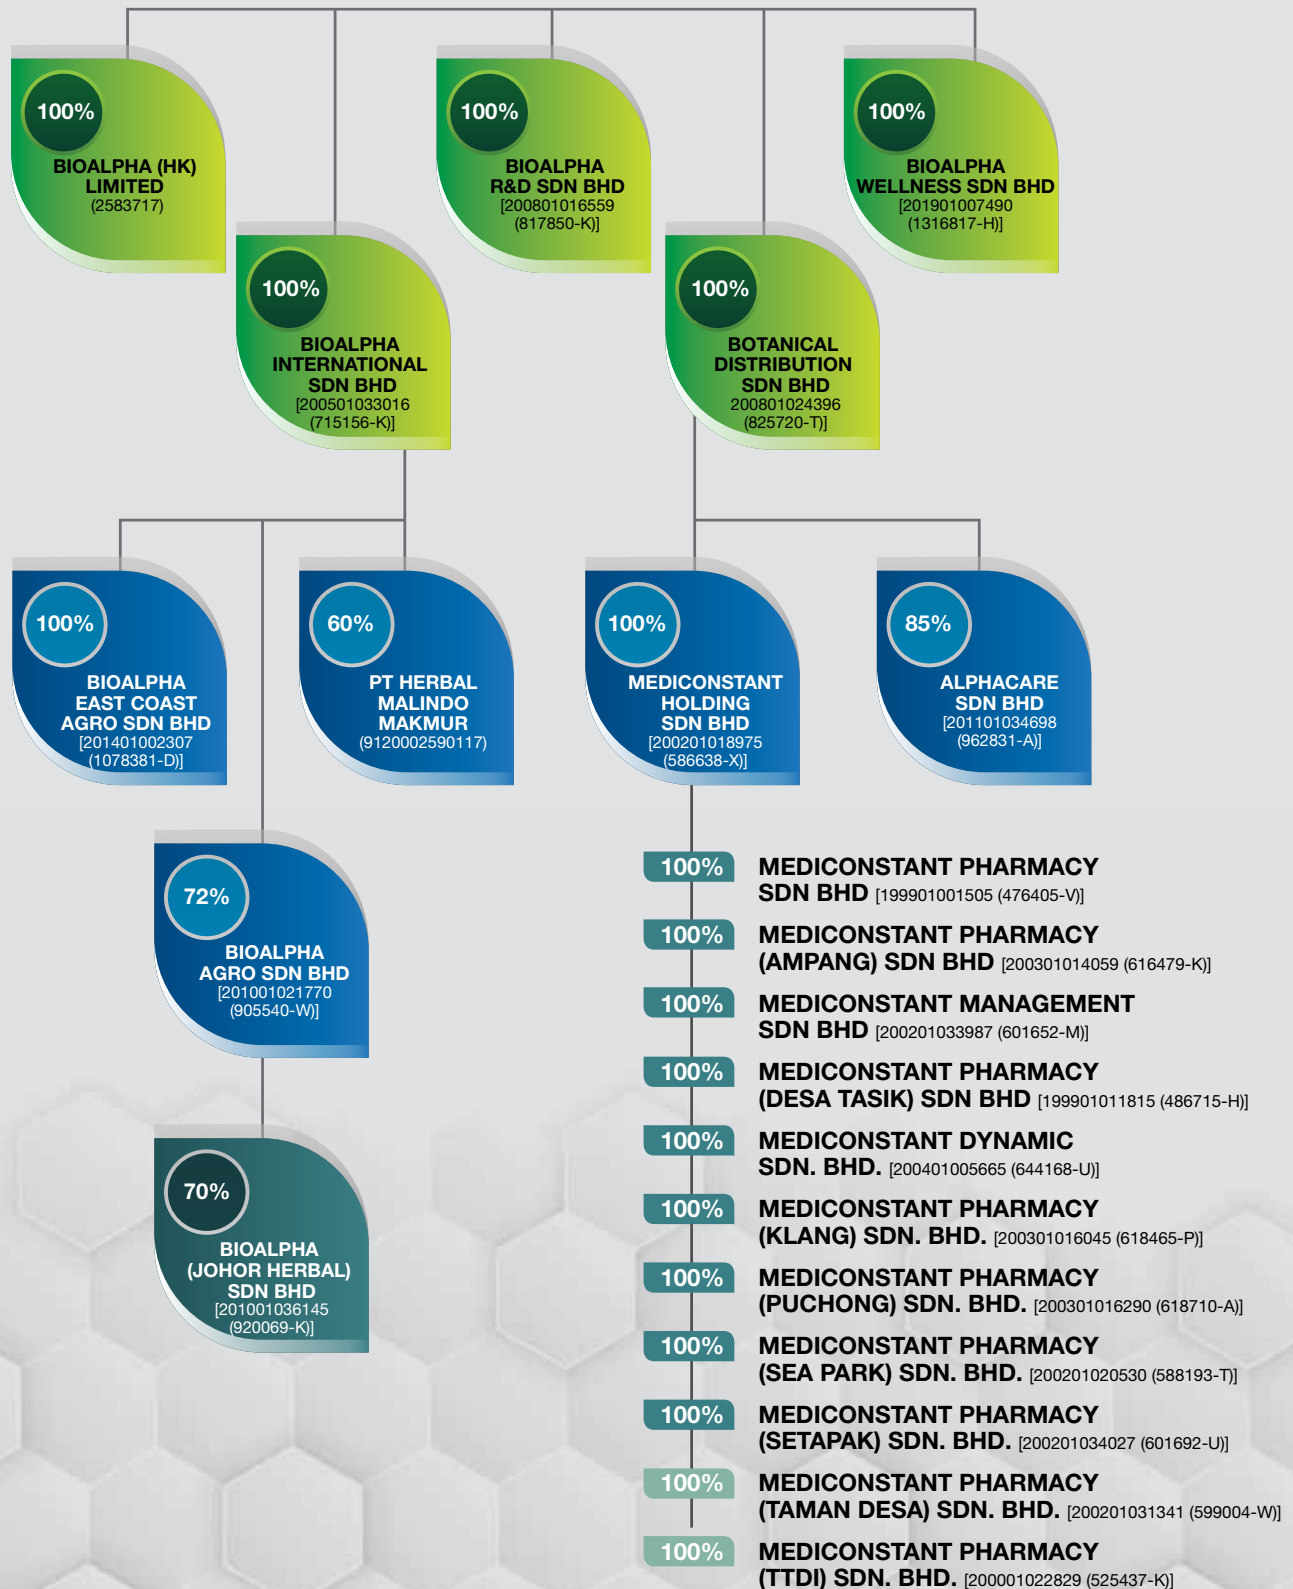 100%
BIOALPHA (HK)
LIMITED
(2583717)
100%
BIOALPHA
R&D SDN BHD
[200801016559
(817850-K)]
100%
BIOALPHA
WELLNESS SDN BHD
[201901007490
(1316817-H)]
100%
BIOALPHA
INTERNATIONAL
SDN BHD
[200501033016
(715156-K)]
100%
BOTANICAL
DISTRIBUTION
SDN BHD
200801024396
(825720-T)]
100%
BIOALPHA
EAST COAST
AGRO SDN BHD
[201401002307
(1078381-D)]
60%
PT HERBAL
MALINDO
MAKMUR
(9120002590117)
100%
MEDICONSTANT
HOLDING
SDN BHD
[200201018975
(586638-X)]
85%
ALPHACARE
SDN BHD
[201101034698
(962831-A)]
72%
BIOALPHA
AGRO SDN BHD
[201001021770
(905540-W)]
70%
BIOALPHA
(JOHOR HERBAL)
SDN BHD
[201001036145
(920069-K)]
100% MEDICONSTANT PHARMACY
SDN BHD [199901001505 (476405-V)]
100% MEDICONSTANT PHARMACY
(AMPANG) SDN BHD [200301014059 (616479-K)]
100% MEDICONSTANT MANAGEMENT
SDN BHD [200201033987 (601652-M)]
100% MEDICONSTANT PHARMACY
(DESA TASIK) SDN BHD [199901011815 (486715-H)]
100% MEDICONSTANT DYNAMIC
SDN. BHD. [200401005665 (644168-U)]
100% MEDICONSTANT PHARMACY
(KLANG) SDN. BHD. [200301016045 (618465-P)]
100% MEDICONSTANT PHARMACY
(PUCHONG) SDN. BHD. [200301016290 (618710-A)]
100% MEDICONSTANT PHARMACY
(SEA PARK) SDN. BHD. [200201020530 (588193-T)]
100% MEDICONSTANT PHARMACY
(SETAPAK) SDN. BHD. [200201034027 (601692-U)]
100% MEDICONSTANT PHARMACY
(TAMAN DESA) SDN. BHD. [200201031341 (599004-W)]
100% MEDICONSTANT PHARMACY
(TTDI) SDN. BHD. [200001022829 (525437-K)]